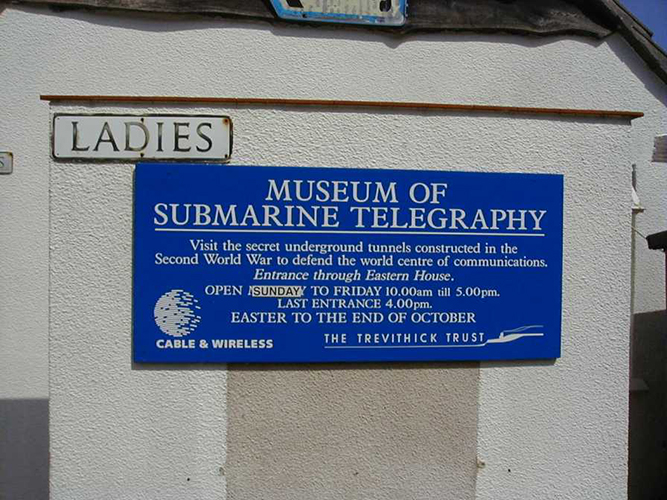 LADIES
MUSEUM OF
SUBMARINE TELEGRAPHY
Visit the secret underground tunnels constructed in the
Second World War to defend the world centre of communications.
Entrance through Eastern House.
OPEN SUNDAY TO FRIDAY 10.00am till 5.00pm.
LAST ENTRANCE 4.00pm.
EASTER TO THE END OF OCTOBER
CABLE & WIRELESS
THE TREVITHICK TRUST